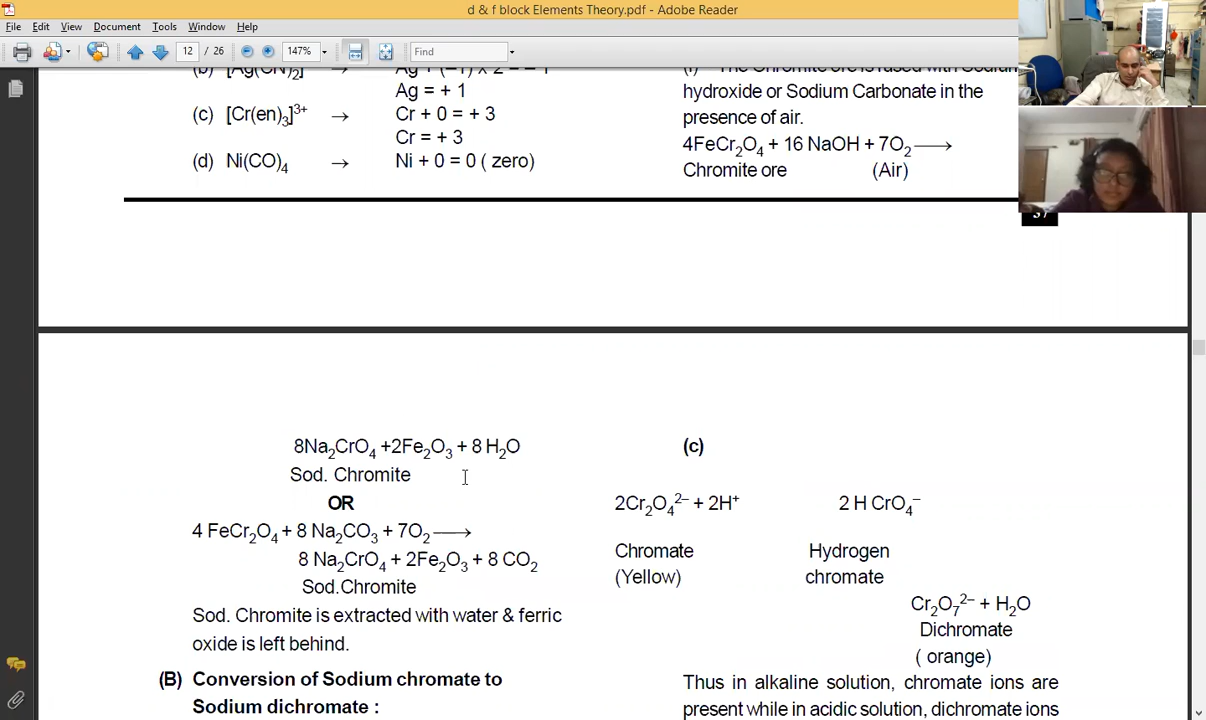 d & f block Elements Theory.pdf - Adobe Reader
File Edit View Document Tools Window Help
12 / 26 147% Find
(b) [Ag(CN)2] → Ag + (–1) x 2 = – 1
Ag = + 1
(c) [Cr(en)3]3+ → Cr + 0 = + 3
Cr = + 3
(d) Ni(CO)4 → Ni + 0 = 0 ( zero)
(i) The Chromite ore is fused with Sodium
hydroxide or Sodium Carbonate in the
presence of air.
4FeCr2O4 + 16 NaOH + 7O2 ⟶
Chromite ore (Air)
37
8Na2CrO4 +2Fe2O3 + 8 H2O
Sod. Chromite
OR
4 FeCr2O4 + 8 Na2CO3 + 7O2 ⟶
8 Na2CrO4 + 2Fe2O3 + 8 CO2
Sod.Chromite
Sod. Chromite is extracted with water & ferric
oxide is left behind.
(B) Conversion of Sodium chromate to
Sodium dichromate :
(c)
2Cr2O4 2– + 2H+ 2 H CrO4 –
Chromate Hydrogen
(Yellow) chromate
Cr2O7 2– + H2O
Dichromate
( orange)
Thus in alkaline solution, chromate ions are
present while in acidic solution, dichromate ions